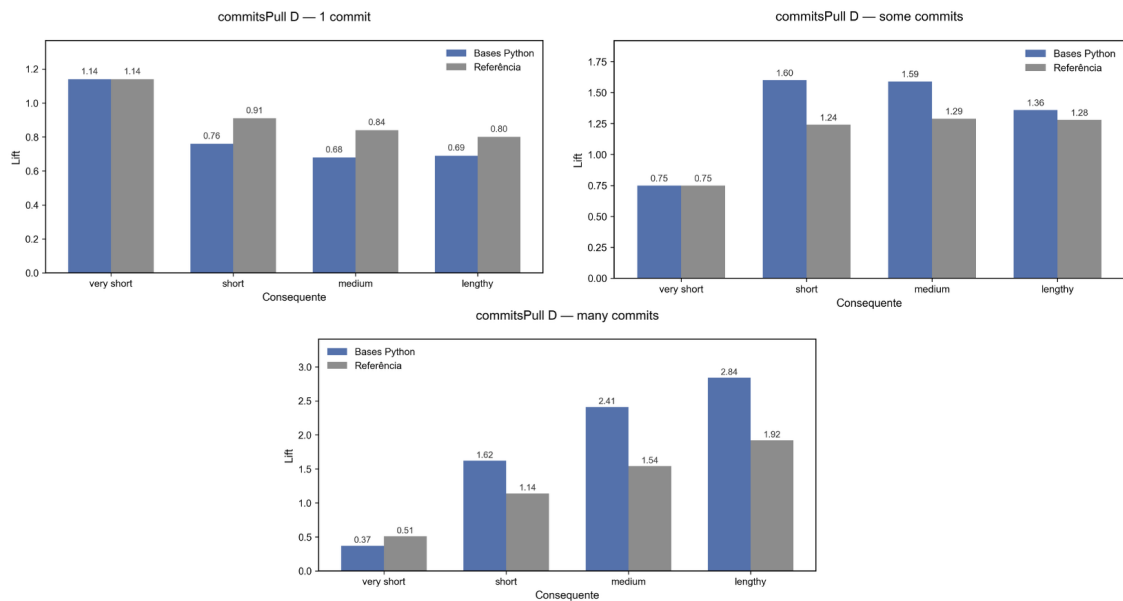 commitsPull D — 1 commit
Bases Python
Referência
Lift
1.2
1.0
0.8
0.6
0.4
0.2
0.0
1.14
1.14
0.76
0.91
0.68
0.84
0.69
0.80
very short
short
medium
lengthy
Consequente
commitsPull D — some commits
Bases Python
Referência
Lift
1.75
1.50
1.25
1.00
0.75
0.50
0.25
0.00
0.75
0.75
1.60
1.24
1.59
1.29
1.36
1.28
very short
short
medium
lengthy
Consequente
commitsPull D — many commits
Bases Python
Referência
Lift
3.0
2.5
2.0
1.5
1.0
0.5
0.0
0.37
0.51
1.62
1.14
2.41
1.54
2.84
1.92
very short
short
medium
lengthy
Consequente